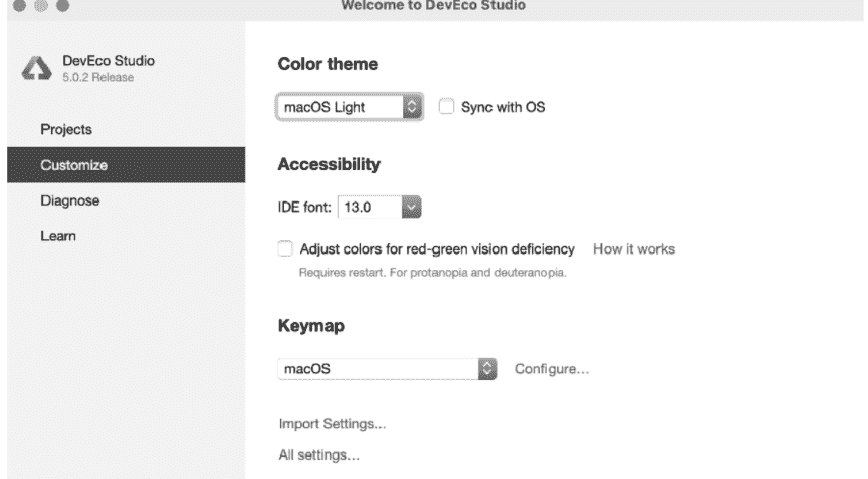 Welcome to DevEco Studio
DevEco Studio
5.0.2 Release
Projects
Customize
Diagnose
Learn
Color theme
macOS Light
Sync with OS
Accessibility
IDE font: 13.0
Adjust colors for red-green vision deficiency How it works
Requires restart. For protanopia and deuteranopia.
Keymap
macOS Configure...
Import Settings...
All settings...